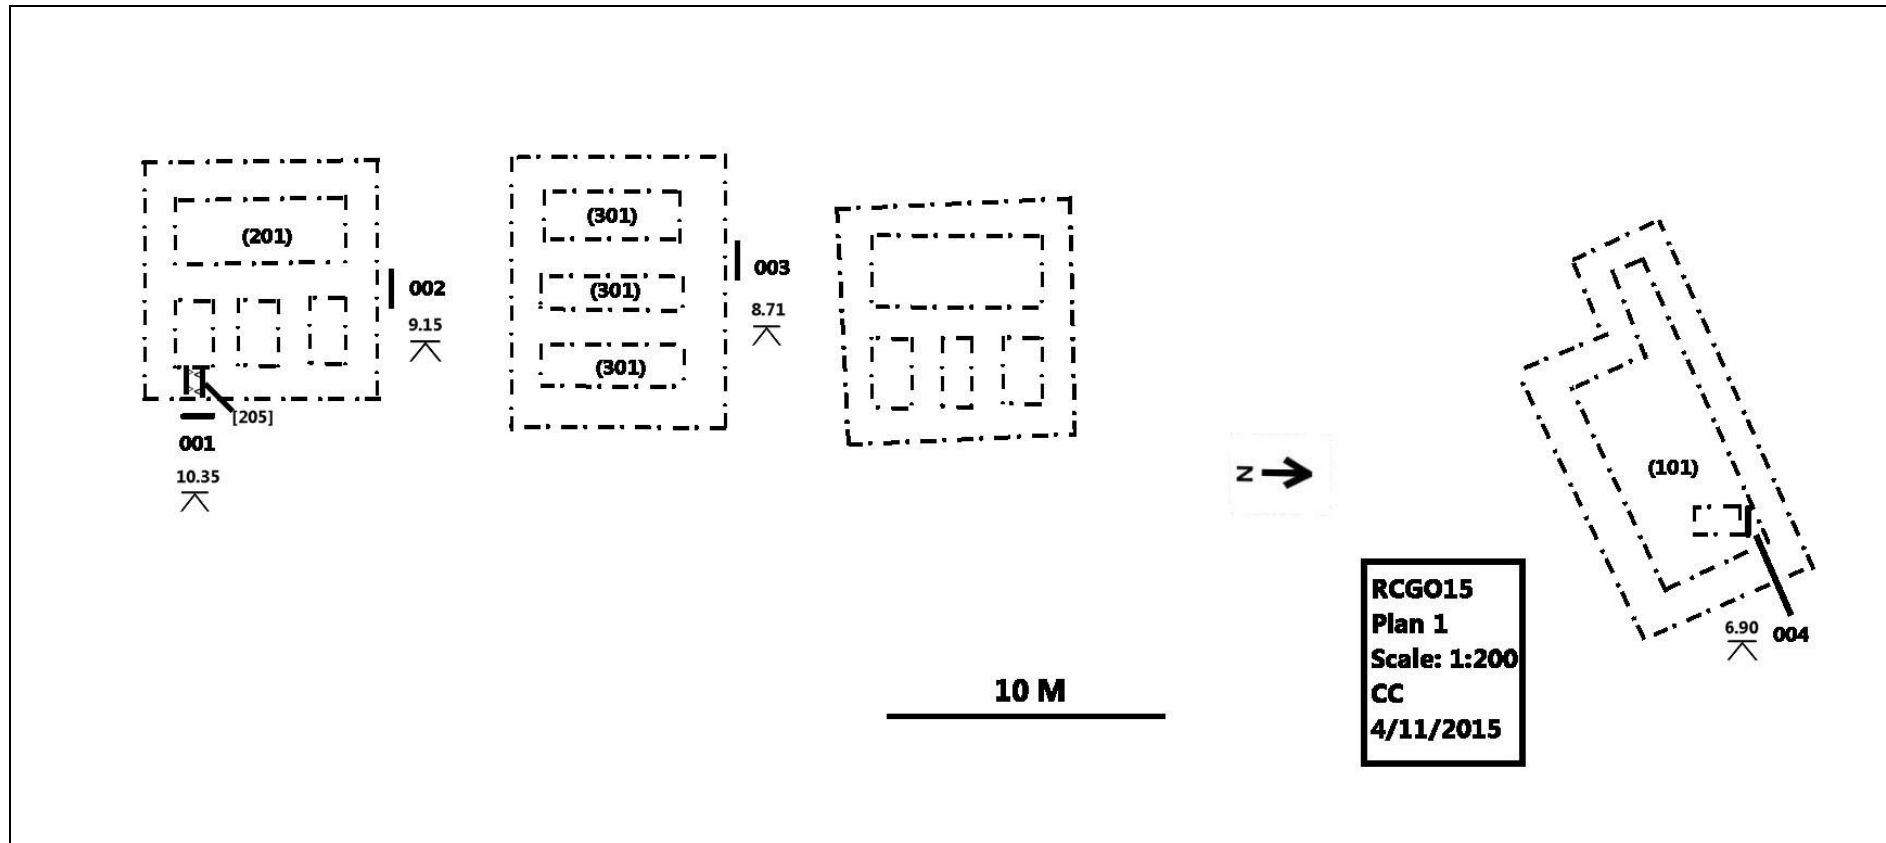 (201)
002
9.15
[205]
001
10.35
(301)
(301)
(301)
003
8.71
N
(101)
6.90
004
10 M
RCGO15
Plan 1
Scale: 1:200
CC
4/11/2015